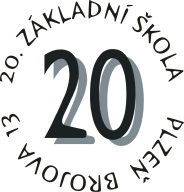 20. ZÁKLADNÍ ŠKOLA
PLZEŇ BROJOVA 13
20